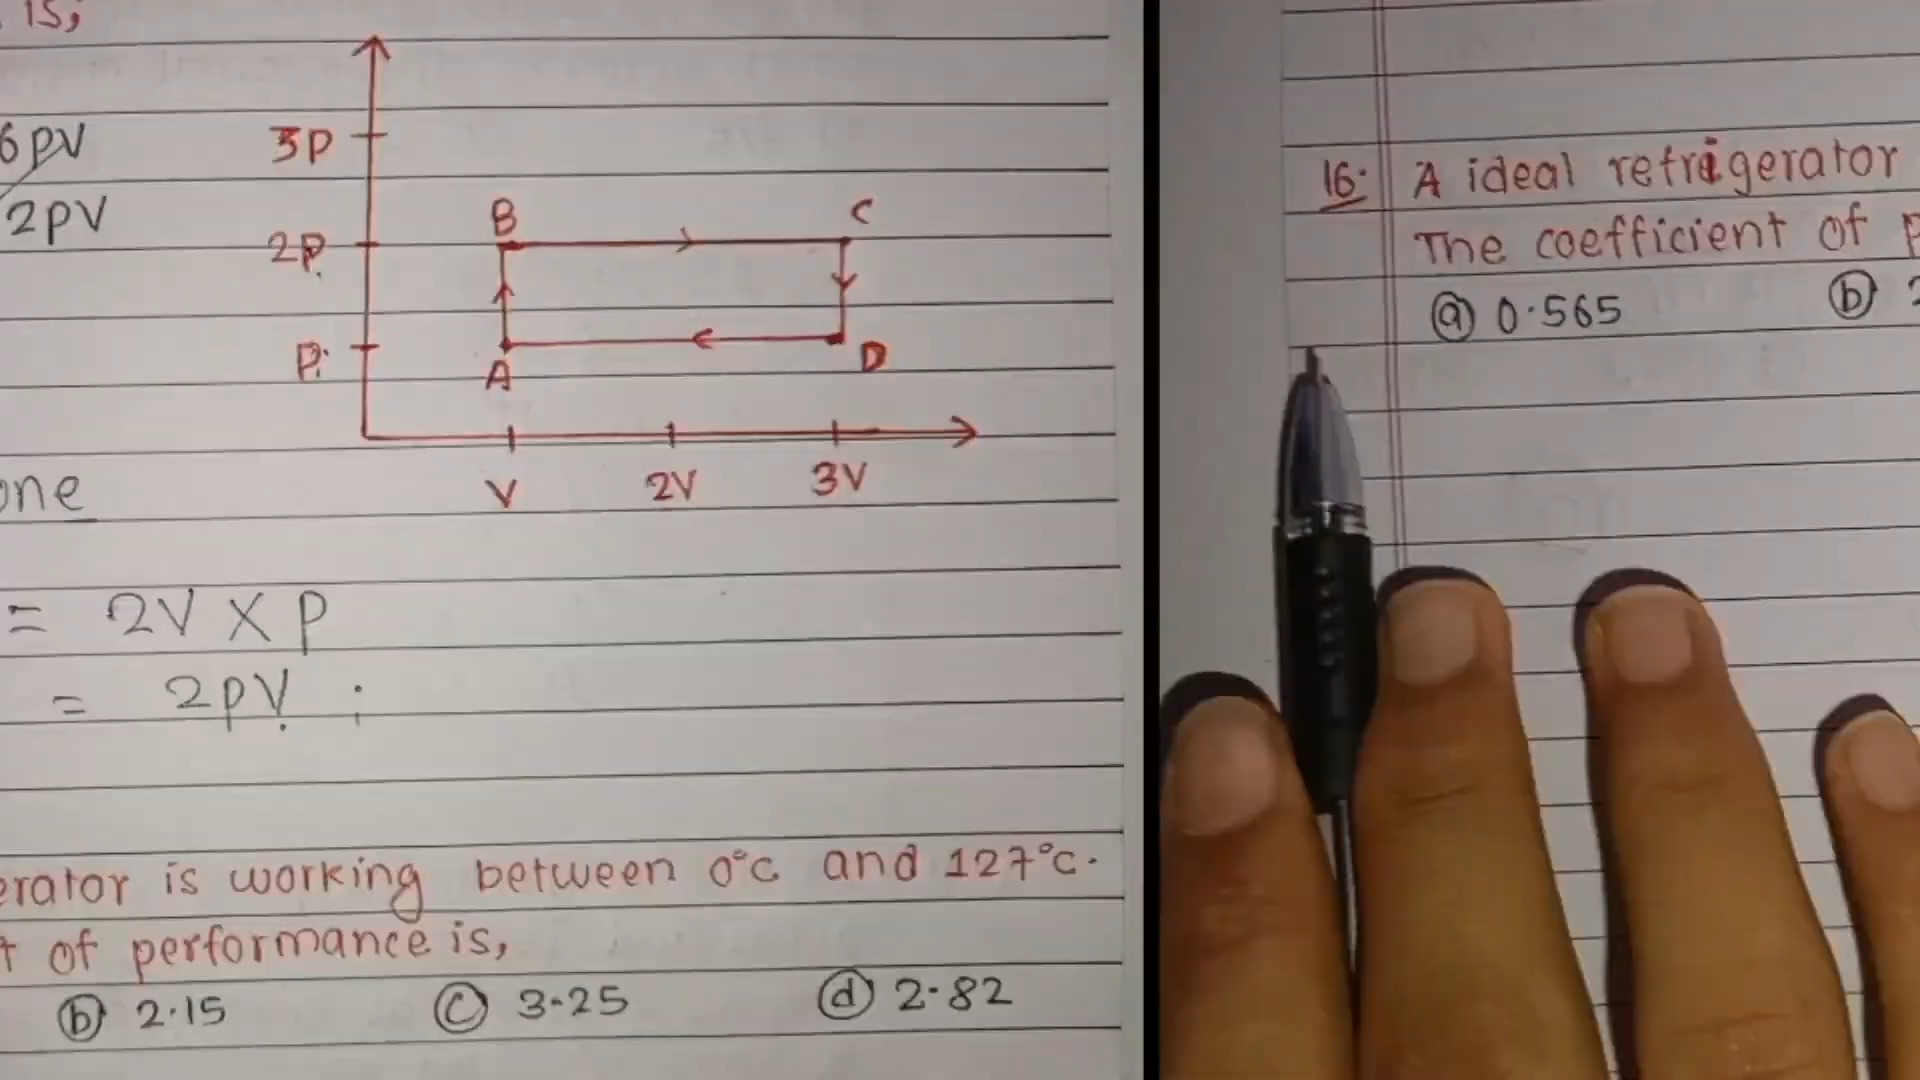 is,
6pV
2pV
3P
2P
P
B
C
A
D
V
2V
3V
one
= 2V X P
= 2pV ;
erator is working between 0°C and 127°C.
t of performance is,
(b) 2.15
(c) 3.25
(d) 2.82
16. A ideal refrigerator
The coefficient of p
(a) 0.565
(b) 2